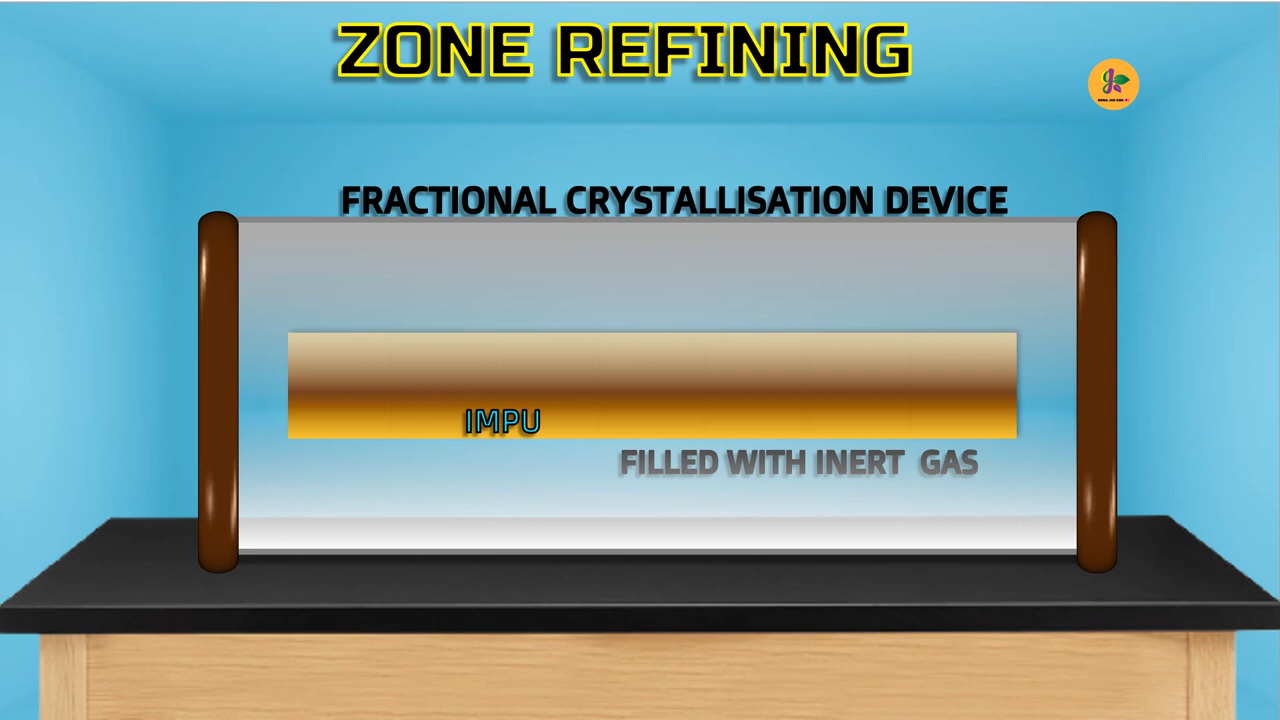 ZONE REFINING
FRACTIONAL CRYSTALLISATION DEVICE
IMPU
FILLED WITH INERT GAS